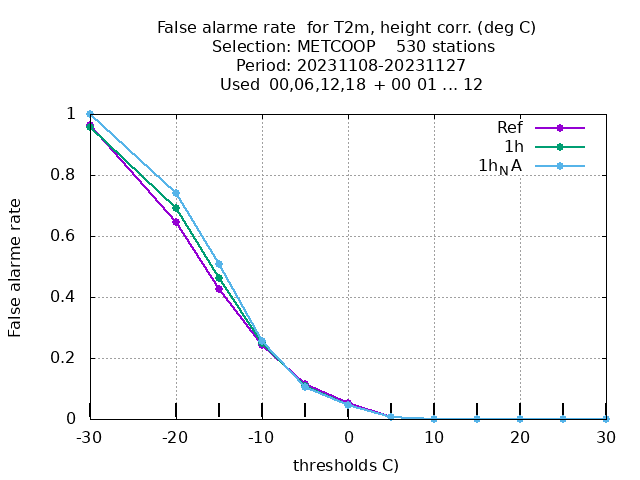 False alarme rate  for T2m, height corr. (deg C)
Selection: METCOOP    530 stations
Period: 20231108-20231127
Used  00,06,12,18  + 00 01 ... 12
Ref
1h
1h_NA
False alarme rate
1
0.8
0.6
0.4
0.2
0
-30 -20 -10 0 10 20 30
thresholds C)